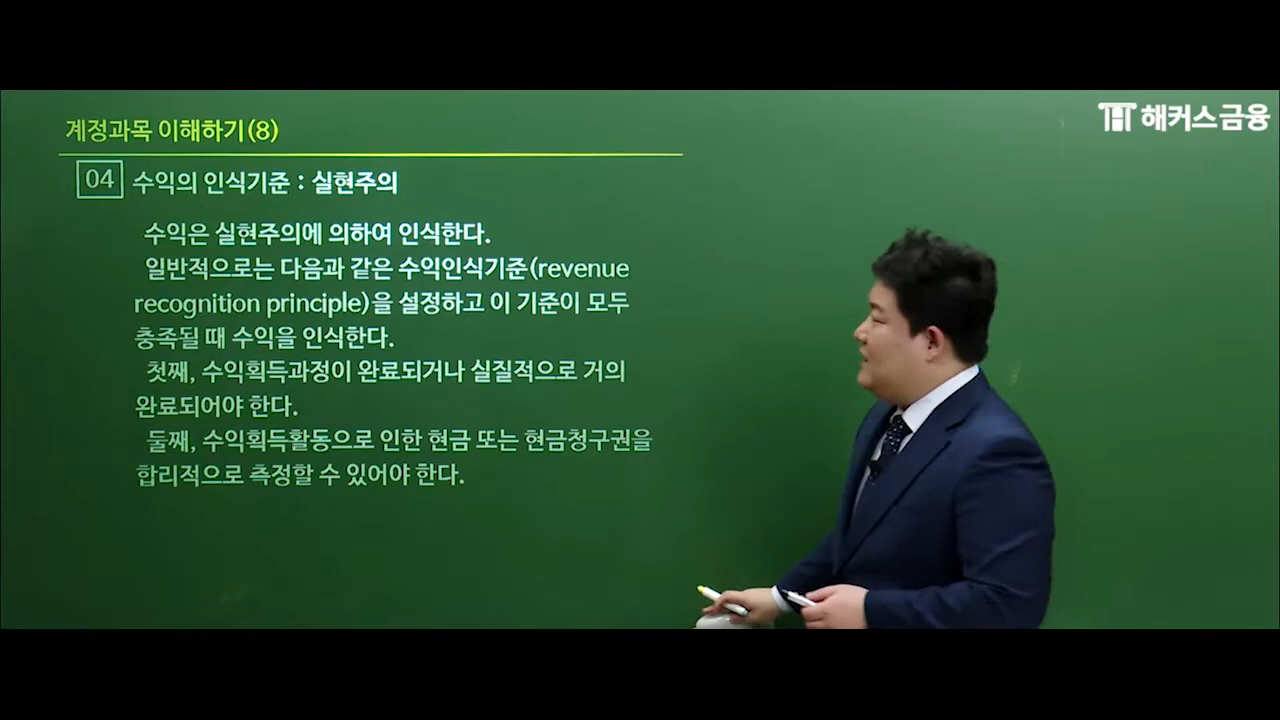 계정과목 이해하기(8)
해커스금융
04 수익의 인식기준 : 실현주의
수익은 실현주의에 의하여 인식한다.
일반적으로는 다음과 같은 수익인식기준(revenue
recognition principle)을 설정하고 이 기준이 모두
충족될 때 수익을 인식한다.
첫째, 수익획득과정이 완료되거나 실질적으로 거의
완료되어야 한다.
둘째, 수익획득활동으로 인한 현금 또는 현금청구권을
합리적으로 측정할 수 있어야 한다.